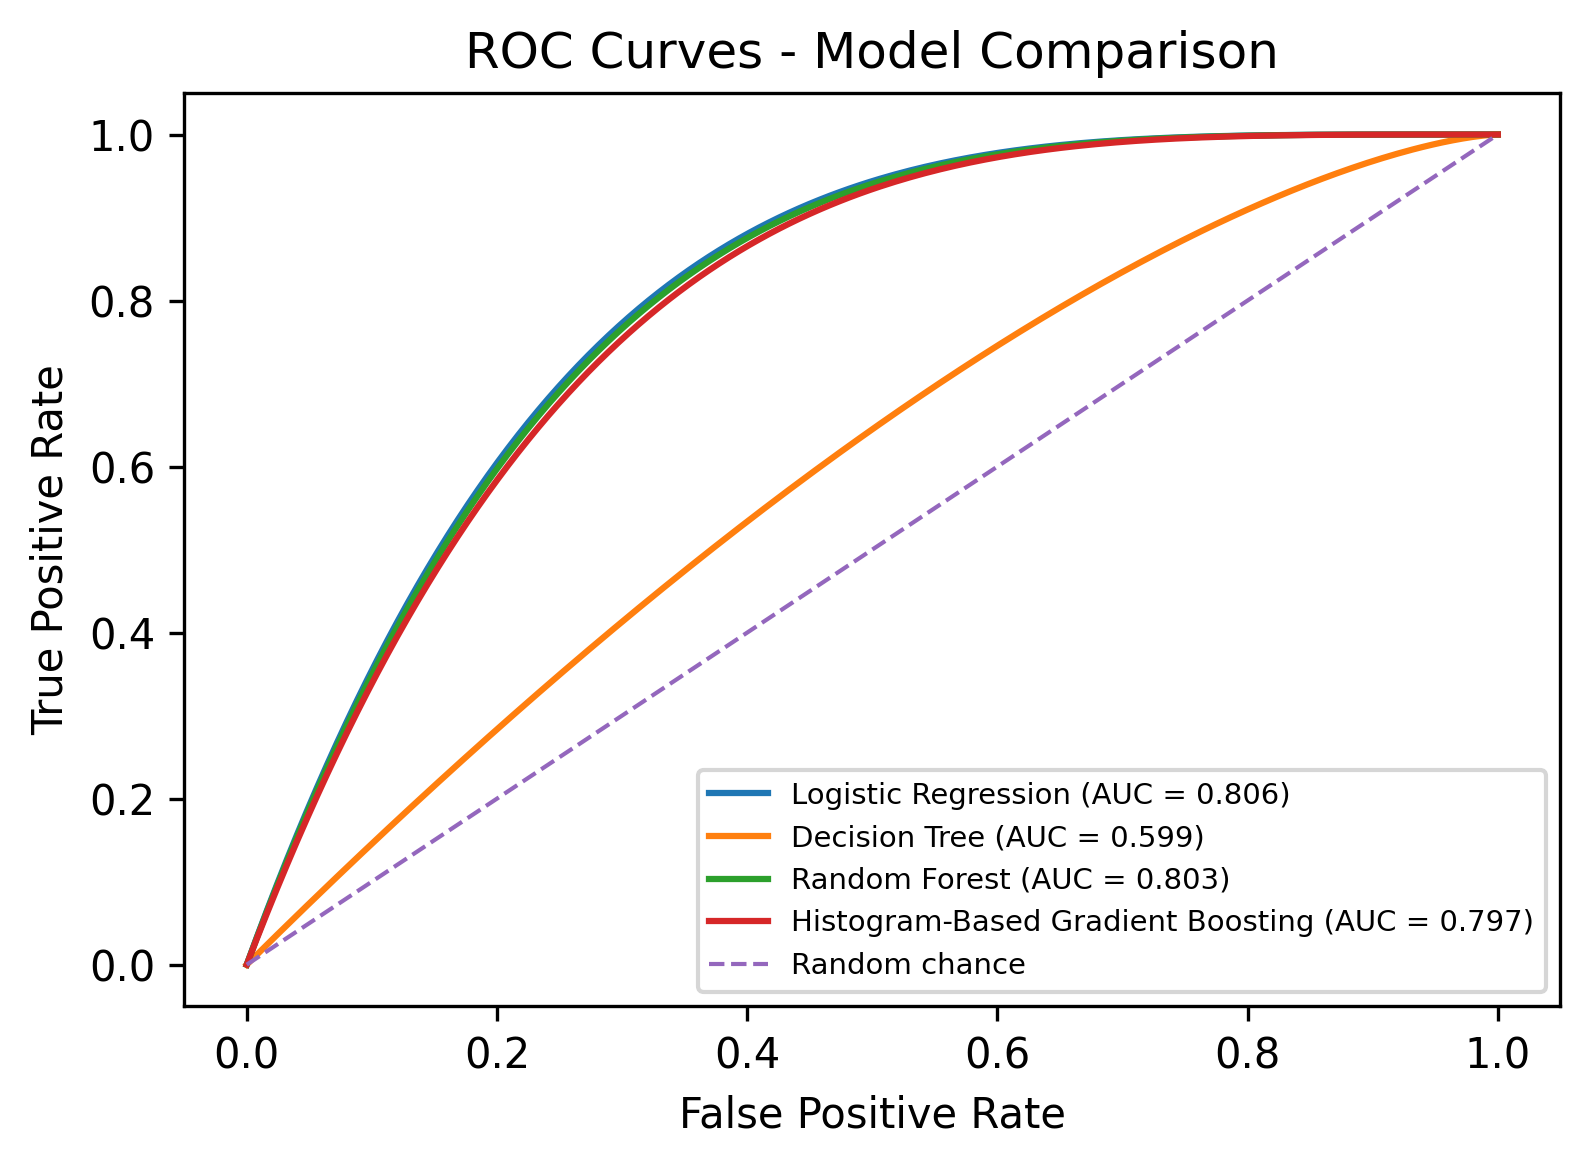 ROC Curves - Model Comparison
True Positive Rate
1.0
0.8
0.6
0.4
0.2
0.0
Logistic Regression (AUC = 0.806)
Decision Tree (AUC = 0.599)
Random Forest (AUC = 0.803)
Histogram-Based Gradient Boosting (AUC = 0.797)
Random chance
0.0 0.2 0.4 0.6 0.8 1.0
False Positive Rate